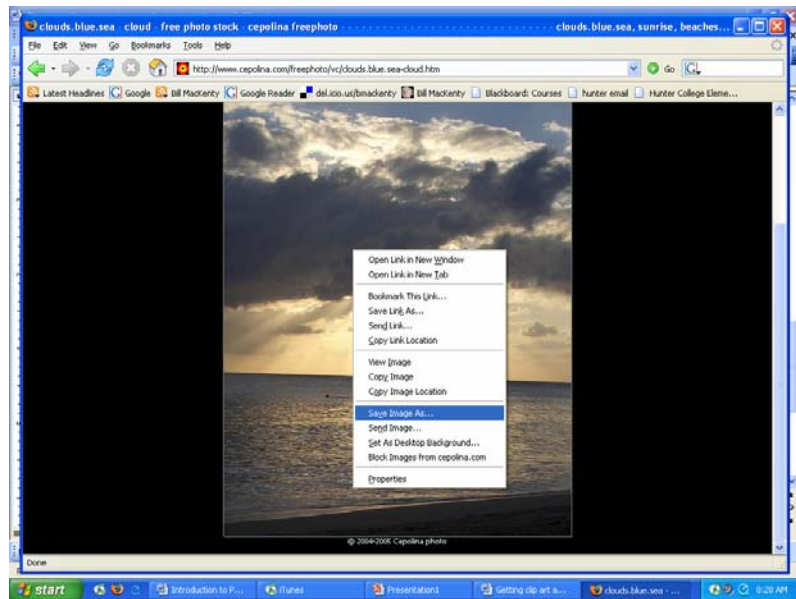 clouds.blue.sea - cloud - free photo stock - cepolina freephoto - - - - - - - - - - - - - - - - - - - - - - - - clouds.blue.sea, sunrise, beaches...
File Edit View Go Bookmarks Tools Help
http://www.cepolina.com/freephoto/vc/clouds.blue.sea-cloud.htm Go
Latest Headlines Google Bill MacKenty Google Reader del.icio.us/bmackenty Bill MacKenty Blackboard: Courses hunter email Hunter College Eleme...
Open Link in New Window
Open Link in New Tab
Bookmark This Link...
Save Link As...
Send Link...
Copy Link Location
View Image
Copy Image
Copy Image Location
Save Image As...
Send Image...
Set As Desktop Background...
Block Images from cepolina.com
Properties
© 2004-2005 Cepolina photo
Done
start Introduction to P... iTunes Presentation1 Getting clip art a... clouds.blue.sea - ... 8:20 AM